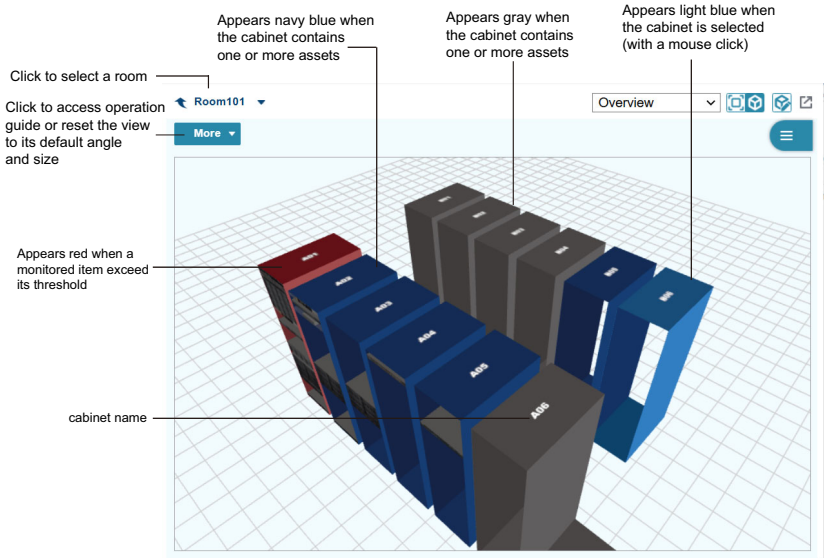 Appears navy blue when
the cabinet contains
one or more assets
Appears gray when
the cabinet contains
one or more assets
Appears light blue when
the cabinet is selected
(with a mouse click)
Click to select a room
Room101
Overview
Click to access operation
guide or reset the view
to its default angle
and size
More
Appears red when a
monitored item exceed
its threshold
cabinet name
A01
A02
A03
A04
A05
A06